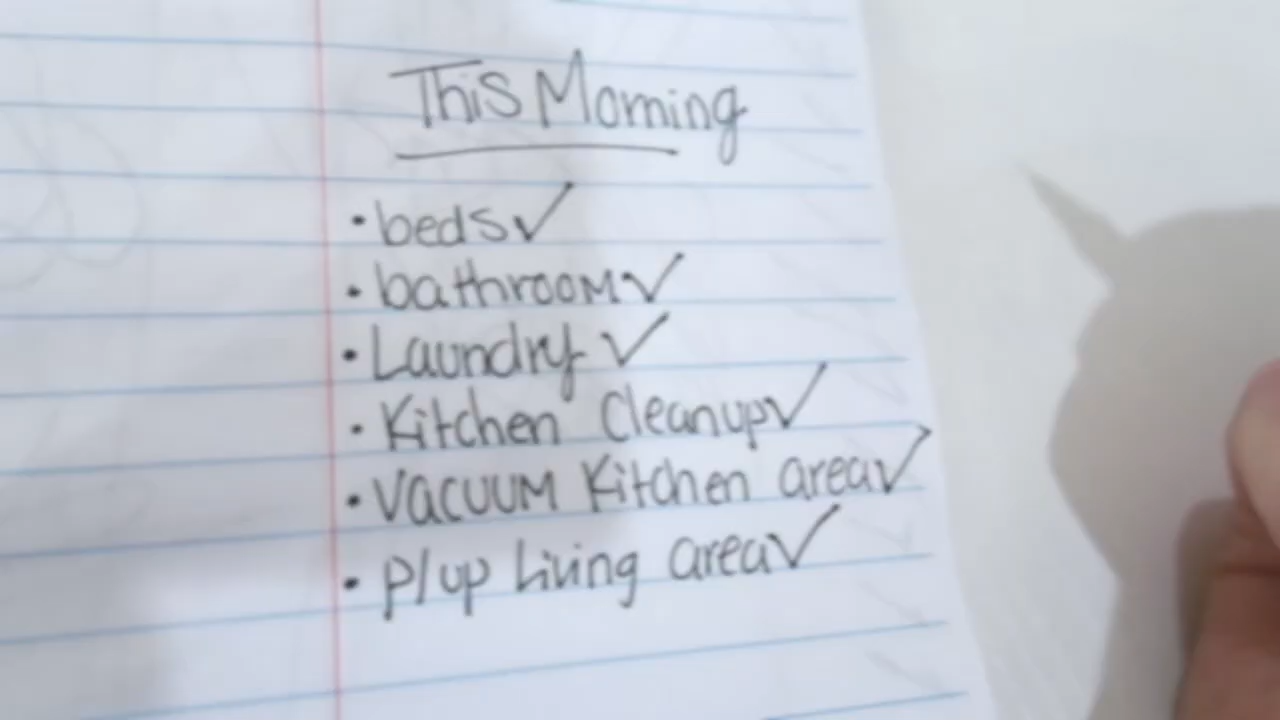 This Morning
• beds✓
• bathroom✓
• Laundry ✓
• Kitchen Cleanup✓
• Vacuum Kitchen area✓
• p/up Living area✓